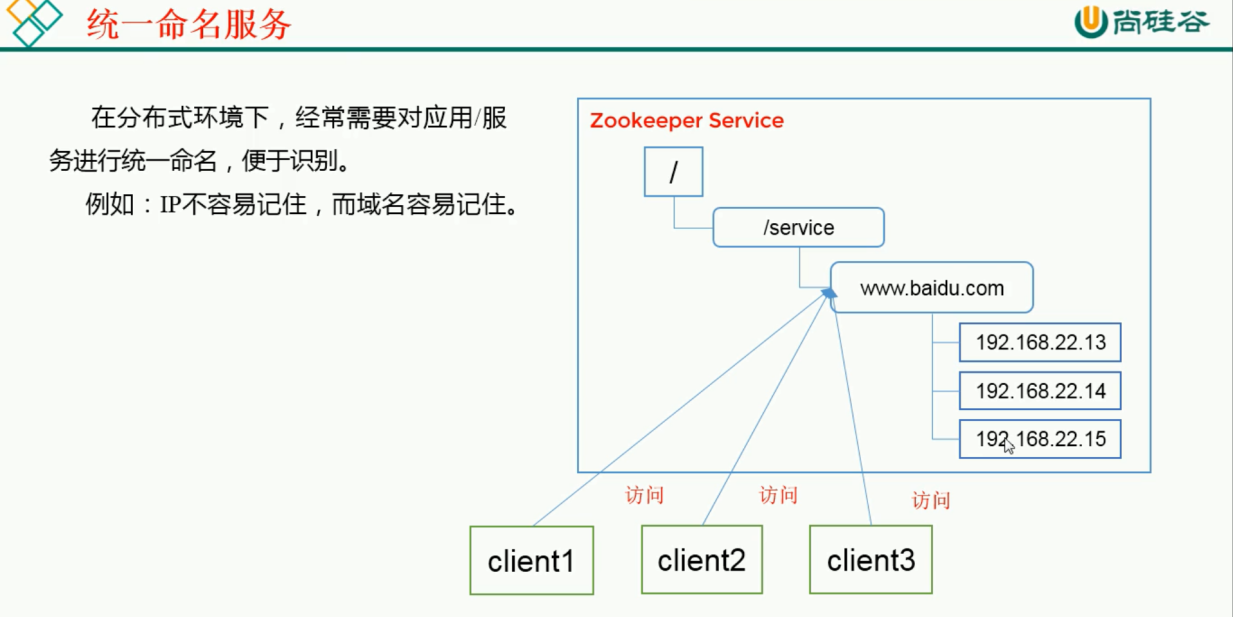 统一命名服务
尚硅谷
在分布式环境下，经常需要对应用/服
务进行统一命名，便于识别。
例如：IP不容易记住，而域名容易记住。
Zookeeper Service
/
/service
www.baidu.com
192.168.22.13
192.168.22.14
192.168.22.15
访问
访问
访问
client1
client2
client3